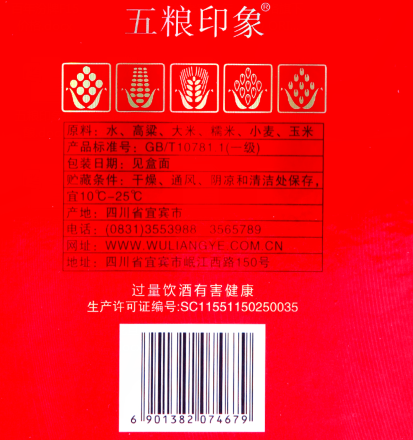 五粮印象®
原料：水、高粱、大米、糯米、小麦、玉米
产品标准号：GB/T10781.1(一级)
包装日期：见盒面
贮藏条件：干燥、通风、阴凉和清洁处保存，
宜10℃-25℃
产地：四川省宜宾市
电话：(0831)3553988 3565789
网址：WWW.WULIANGYE.COM.CN
地址：四川省宜宾市岷江西路150号
过量饮酒有害健康
生产许可证编号:SC11551150250035
6 901382 074679